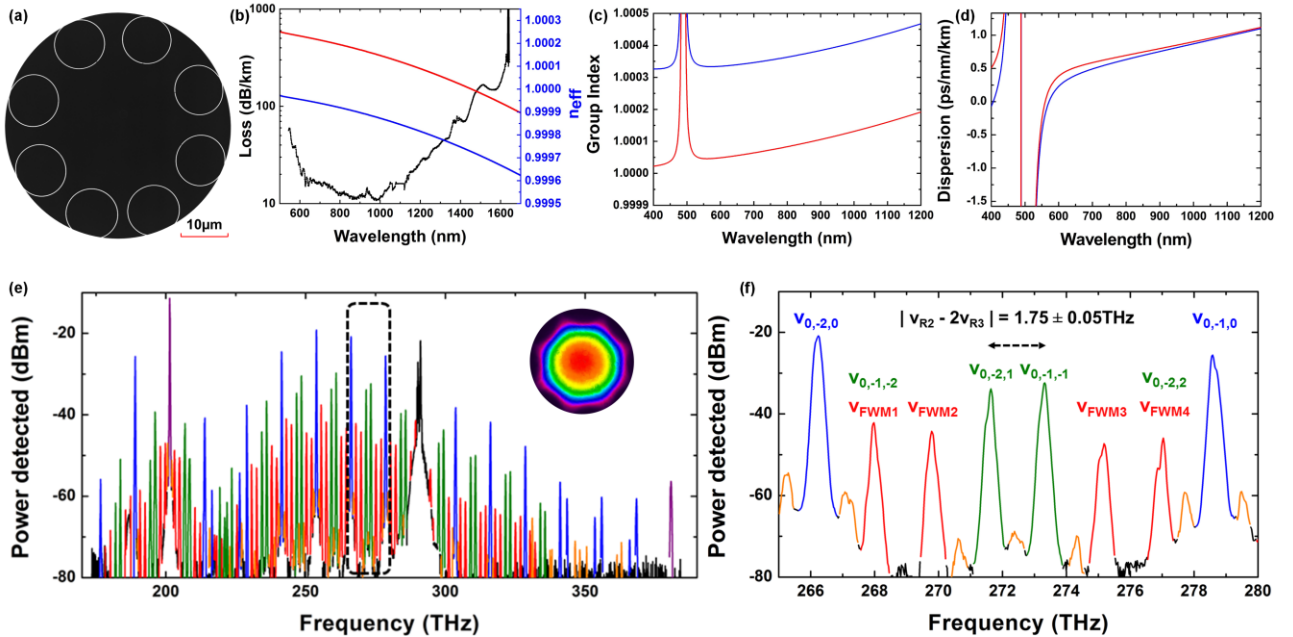 (a)
10μm
(b)
1000
100
10
Loss (dB/km)
600 800 1000 1200 1400 1600
Wavelength (nm)
1.0003
1.0002
1.0001
1.0000
0.9999
0.9998
0.9997
0.9996
0.9995
neff
(c)
1.0005
1.0004
1.0003
1.0002
1.0001
1.0000
0.9999
Group Index
400 500 600 700 800 900 1000 1100 1200
Wavelength (nm)
(d)
1.0
0.5
0.0
-0.5
-1.0
-1.5
Dispersion (ps/nm/km)
400 500 600 700 800 900 1000 1100 1200
Wavelength (nm)
(e)
-20
-40
-60
-80
Power detected (dBm)
200 250 300 350
Frequency (THz)
(f)
-20
-40
-60
-80
Power detected (dBm)
| νR2 - 2νR3 | = 1.75 ± 0.05THz
ν0,-2,0
ν0,-1,0
ν0,-1,-2
ν0,-2,1
ν0,-1,-1
ν0,-2,2
νFWM1
νFWM2
νFWM3
νFWM4
266 268 270 272 274 276 278 280
Frequency (THz)